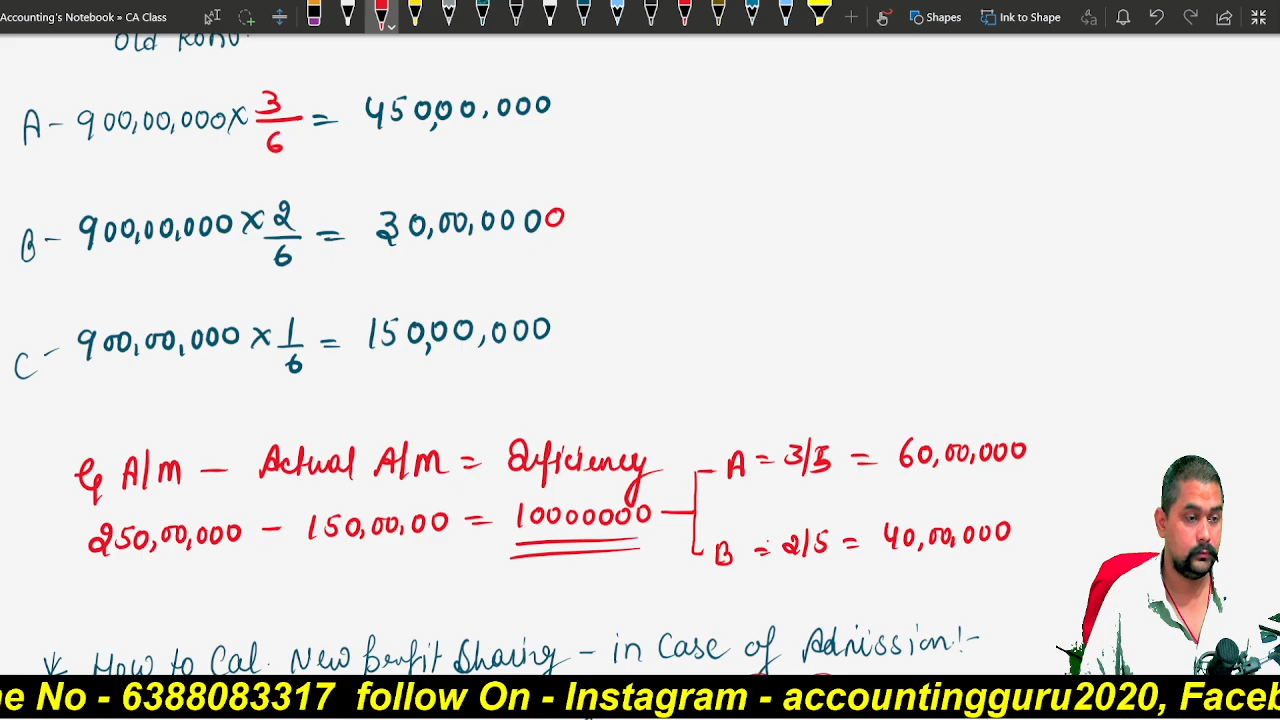 Accounting's Notebook » CA Class
Shapes
Ink to Shape
Old
A - 900,00,000 × 3/6 = 450,00,000
B - 900,00,000 × 2/6 = 30,00,0000
C - 900,00,000 × 1/6 = 150,00,000
G A/M - Actual A/M = Deficiency
A = 3/5 = 60,00,000
250,00,000 - 150,00,00 = 10000000
B = 2/5 = 40,00,000
How to Cal. New Profit Sharing - in Case of Admission!-
ne No - 6388083317 follow On - Instagram - accountingguru2020, Faceb